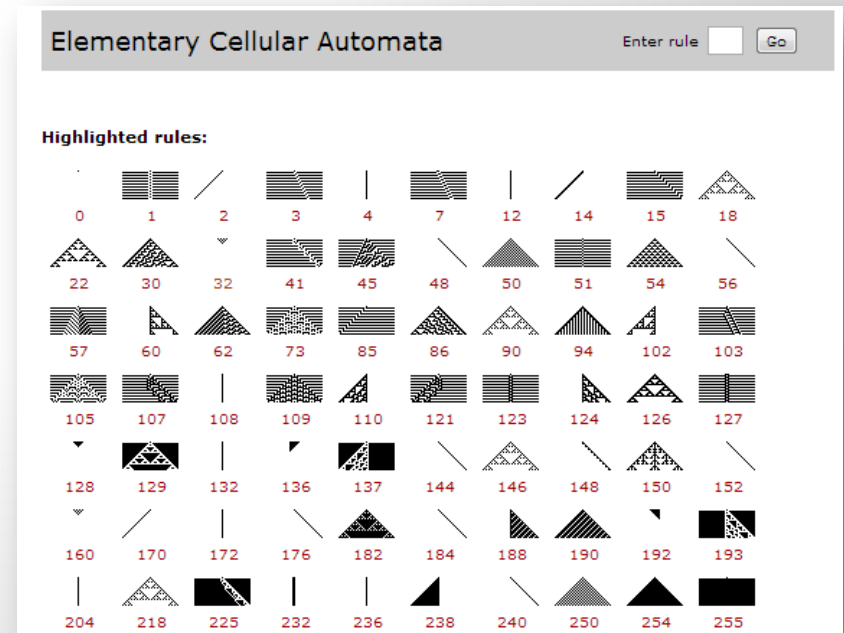 Elementary Cellular Automata
Enter rule Go
Highlighted rules:
0 1 2 3 4 7 12 14 15 18
22 30 32 41 45 48 50 51 54 56
57 60 62 73 85 86 90 94 102 103
105 107 108 109 110 121 123 124 126 127
128 129 132 136 137 144 146 148 150 152
160 170 172 176 182 184 188 190 192 193
204 218 225 232 236 238 240 250 254 255